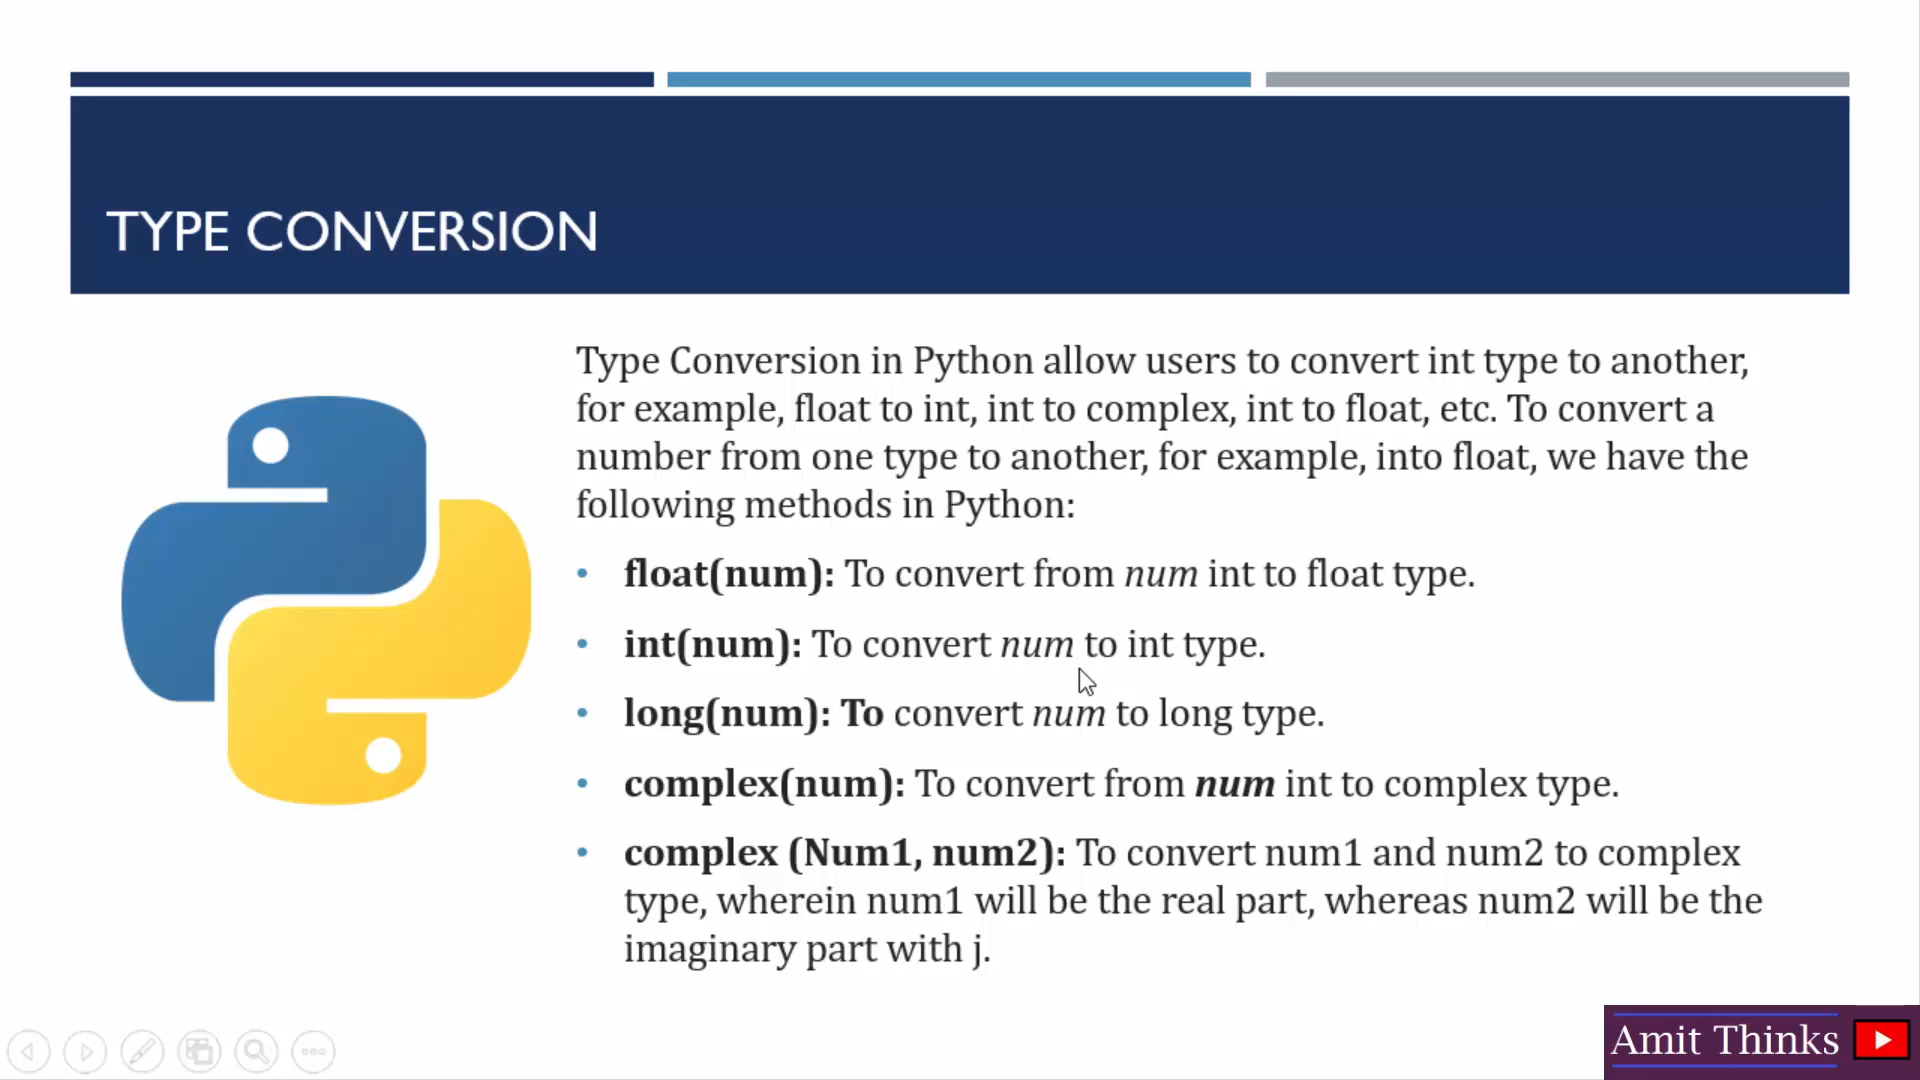 TYPE CONVERSION
Type Conversion in Python allow users to convert int type to another,
for example, float to int, int to complex, int to float, etc. To convert a
number from one type to another, for example, into float, we have the
following methods in Python:
• float(num): To convert from num int to float type.
• int(num): To convert num to int type.
• long(num): To convert num to long type.
• complex(num): To convert from num int to complex type.
• complex (Num1, num2): To convert num1 and num2 to complex
type, wherein num1 will be the real part, whereas num2 will be the
imaginary part with j.
Amit Thinks